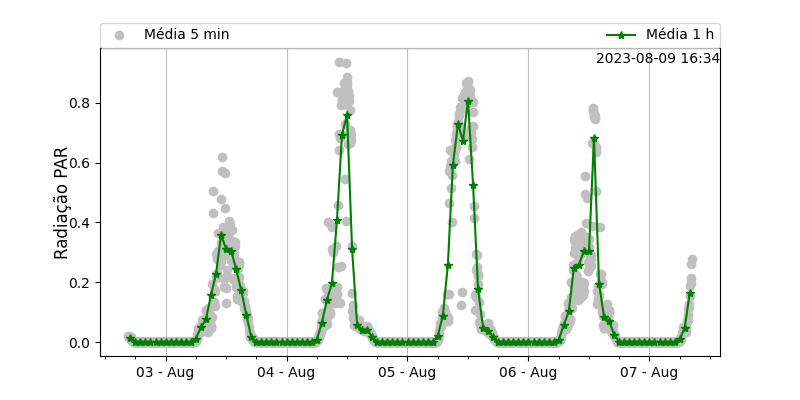 Média 5 min
Média 1 h
2023-08-09 16:34
Radiação PAR
0.8
0.6
0.4
0.2
0.0
03 - Aug
04 - Aug
05 - Aug
06 - Aug
07 - Aug